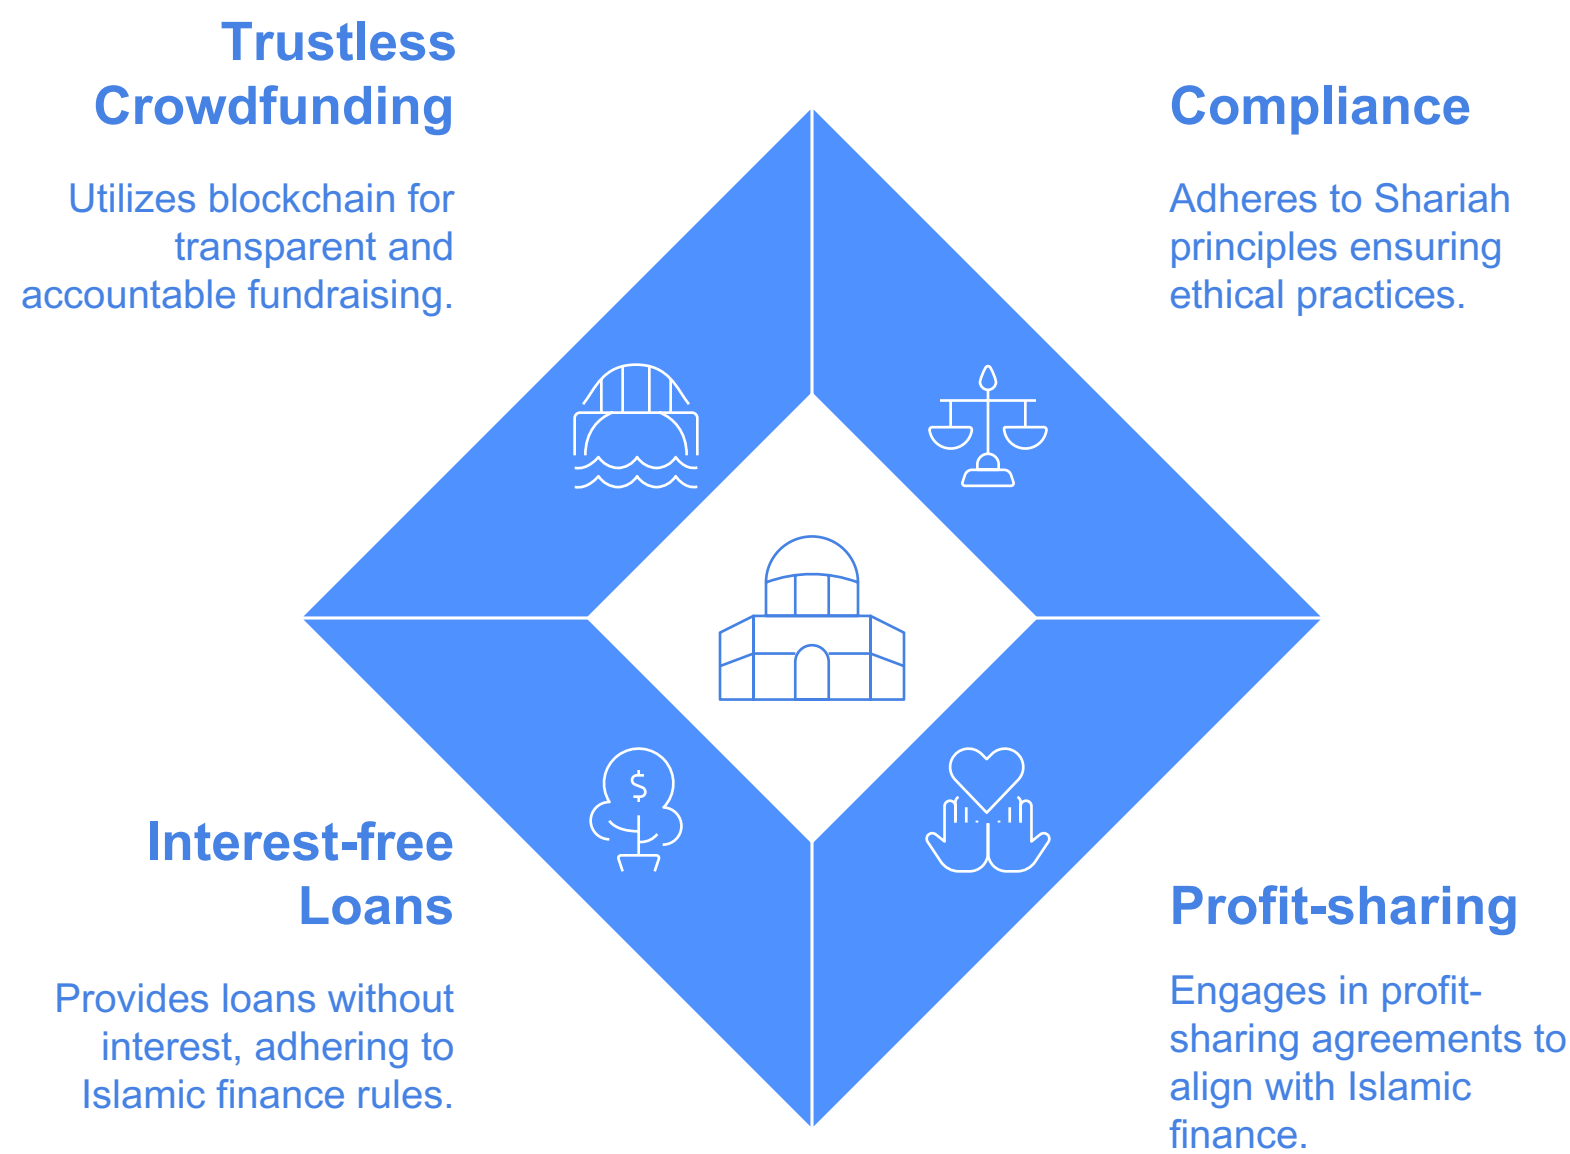 Trustless
Crowdfunding
Utilizes blockchain for
transparent and
accountable fundraising.
Compliance
Adheres to Shariah
principles ensuring
ethical practices.
$
Interest-free
Loans
Provides loans without
interest, adhering to
Islamic finance rules.
Profit-sharing
Engages in profit-
sharing agreements to
align with Islamic
finance.